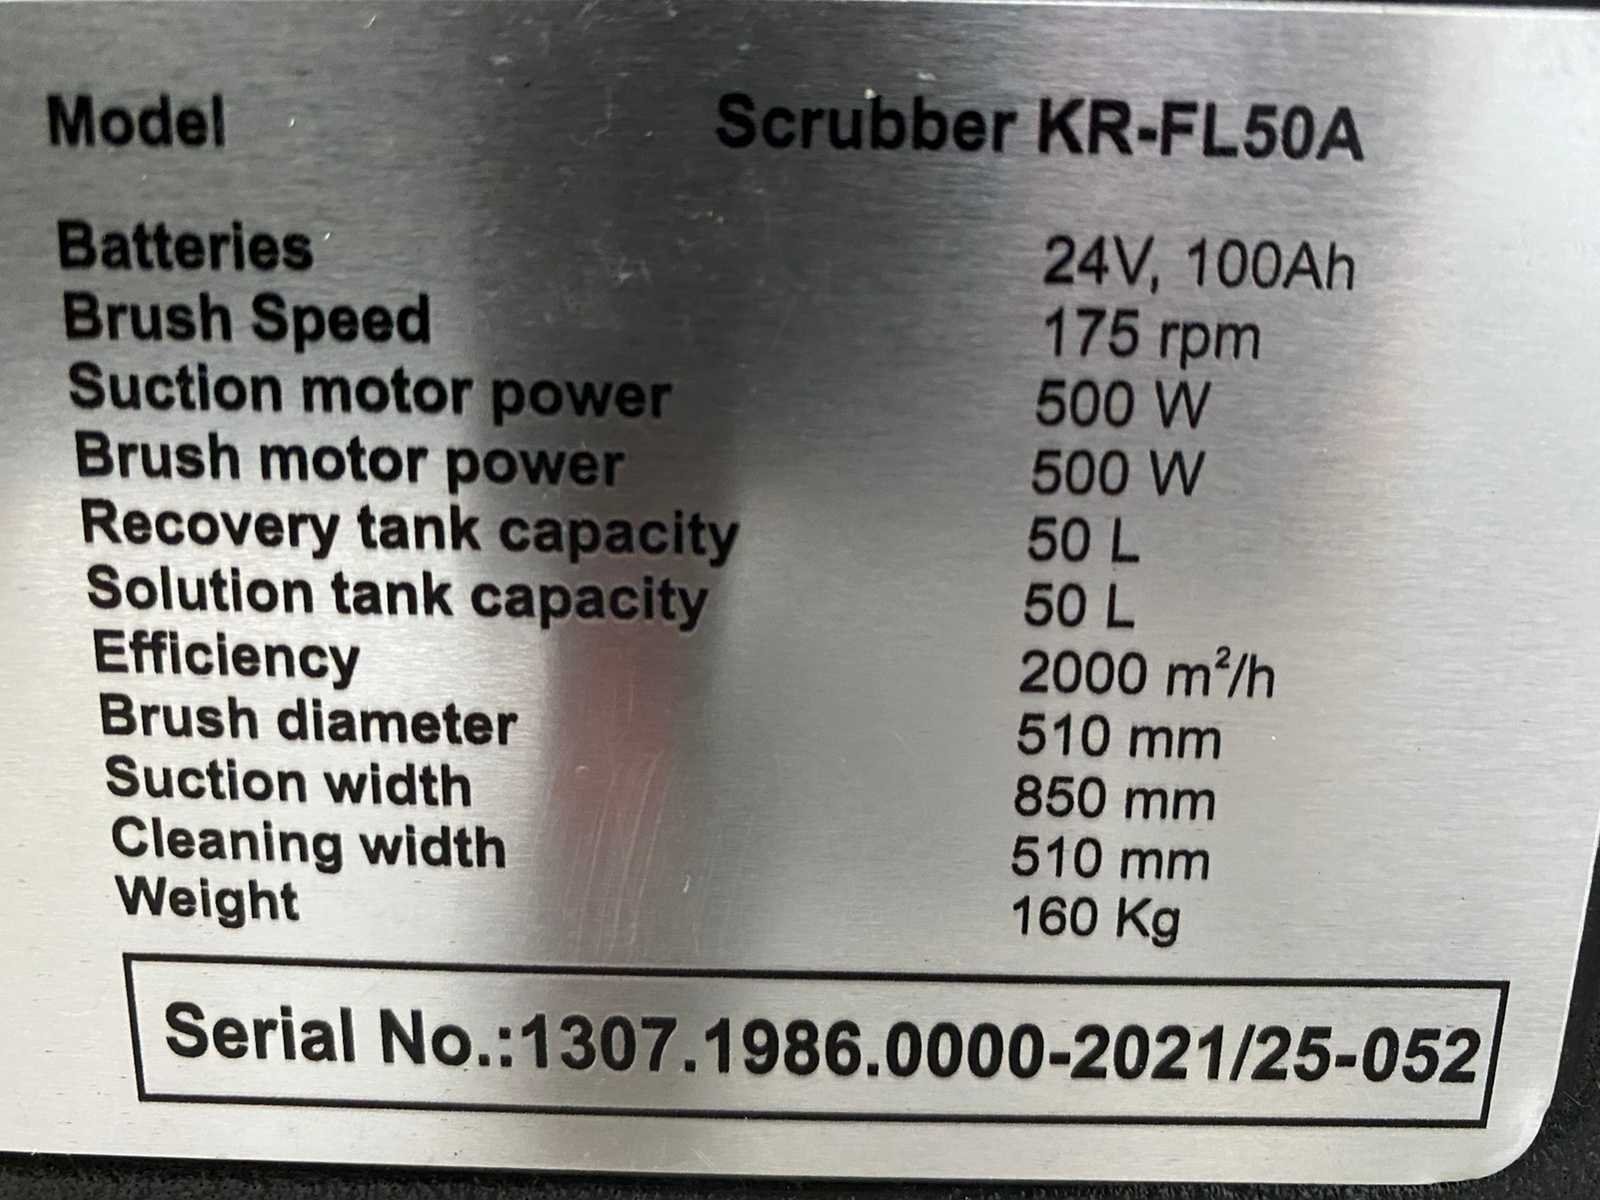 Model Scrubber KR-FL50A
Batteries 24V, 100Ah
Brush Speed 175 rpm
Suction motor power 500 W
Brush motor power 500 W
Recovery tank capacity 50 L
Solution tank capacity 50 L
Efficiency 2000 m²/h
Brush diameter 510 mm
Suction width 850 mm
Cleaning width 510 mm
Weight 160 Kg
Serial No.:1307.1986.0000-2021/25-052